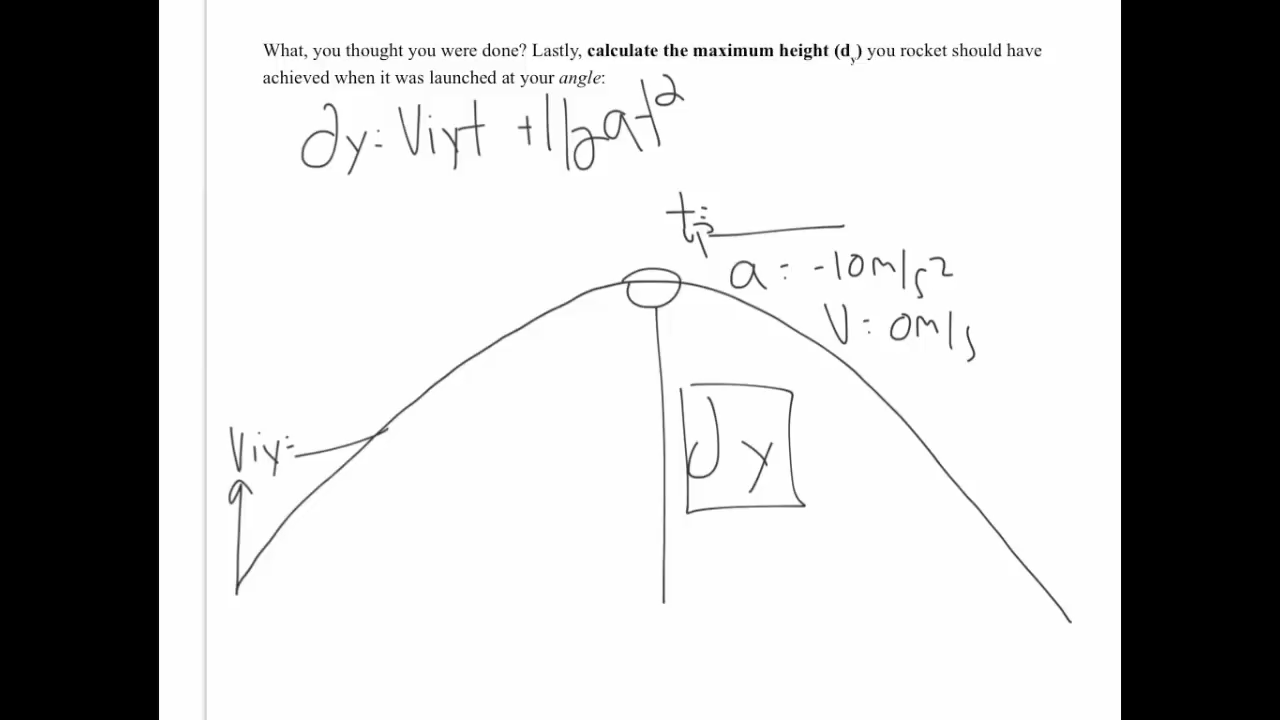 What, you thought you were done? Lastly, calculate the maximum height (dy) you rocket should have
achieved when it was launched at your angle:
dy = Viyt + 1/2at²
t =
a = -10m/s²
V = 0m/s
Viy =
dy